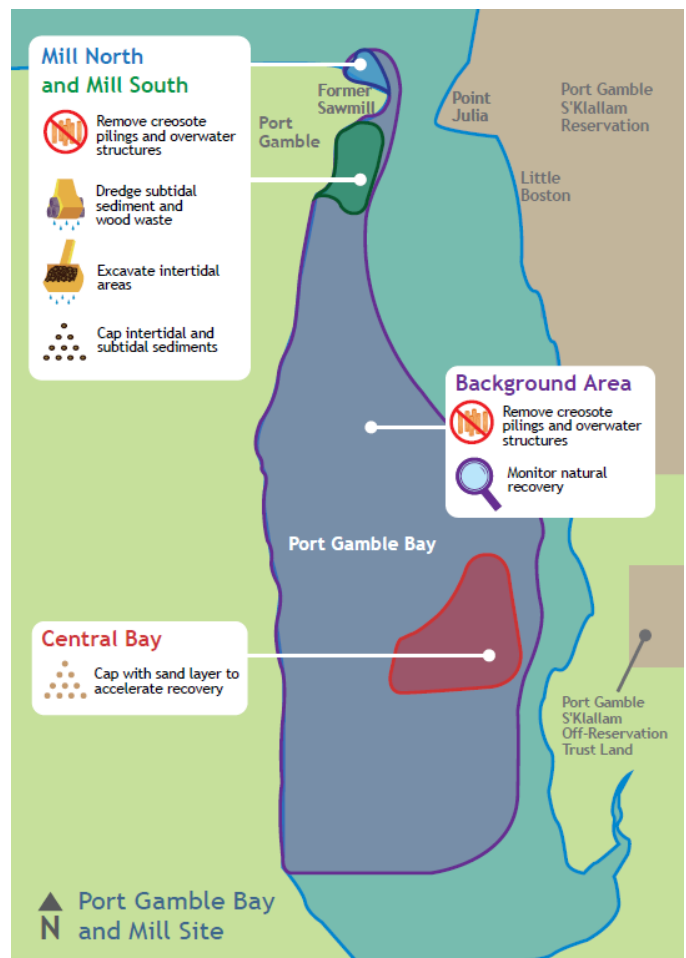 Mill North
and Mill South
Remove creosote
pilings and overwater
structures
Dredge subtidal
sediment and
wood waste
Excavate intertidal
areas
Cap intertidal and
subtidal sediments
Former
Sawmill
Port
Gamble
Point
Julia
Port Gamble
S'Klallam
Reservation
Little
Boston
Background Area
Remove creosote
pilings and overwater
structures
Monitor natural
recovery
Port Gamble Bay
Central Bay
Cap with sand layer to
accelerate recovery
Port Gamble
S'Klallam
Off-Reservation
Trust Land
N
Port Gamble Bay
and Mill Site